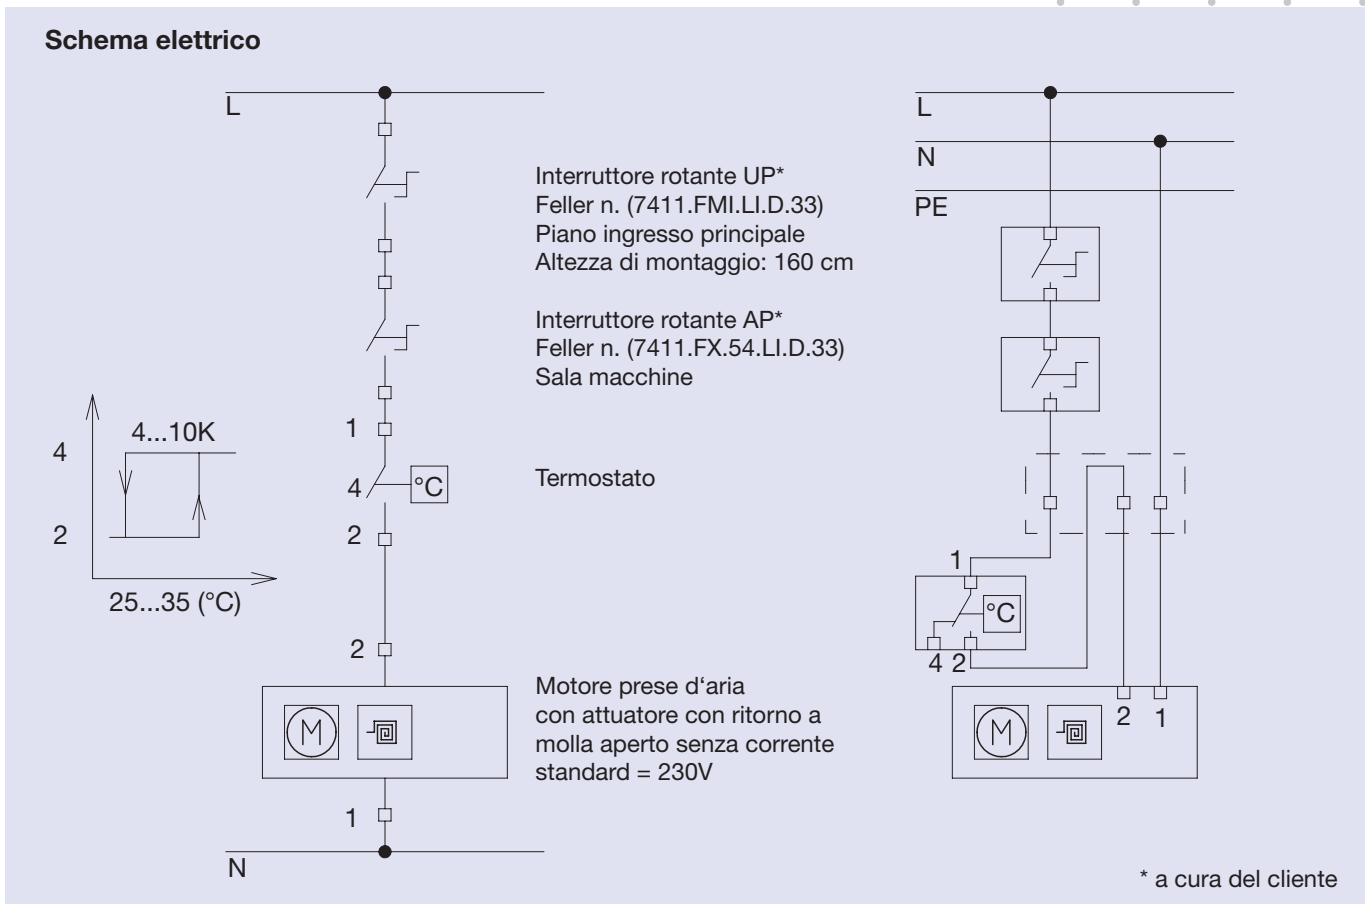 Schema elettrico
L
Interruttore rotante UP*
Feller n. (7411.FMI.LI.D.33)
Piano ingresso principale
Altezza di montaggio: 160 cm
Interruttore rotante AP*
Feller n. (7411.FX.54.LI.D.33)
Sala macchine
1
4
°C
Termostato
2
4...10K
4
2
25...35 (°C)
2
M
Motore prese d‘aria
con attuatore con ritorno a
molla aperto senza corrente
standard = 230V
1
N
L
N
PE
1
°C
4 2
2 1
M
* a cura del cliente